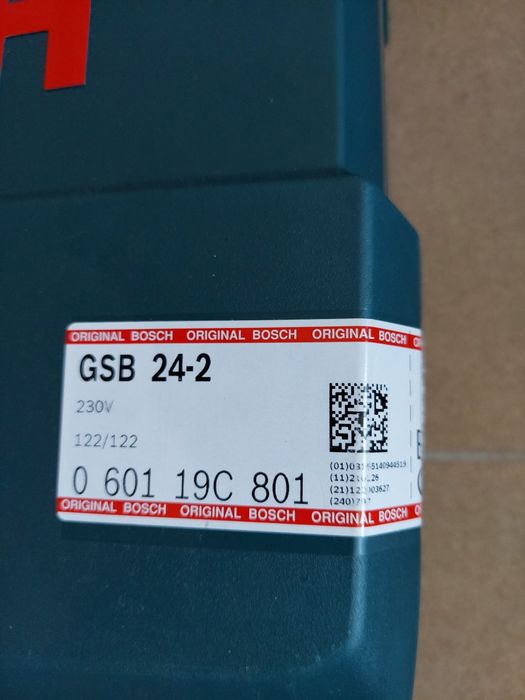 H
ORIGINAL BOSCH ORIGINAL BOSCH ORIGINAL BOSCH
GSB 24-2
230V
122/122
0 601 19C 801
ORIGINAL BOSCH ORIGINAL BOSCH ORIGINAL BOSCH